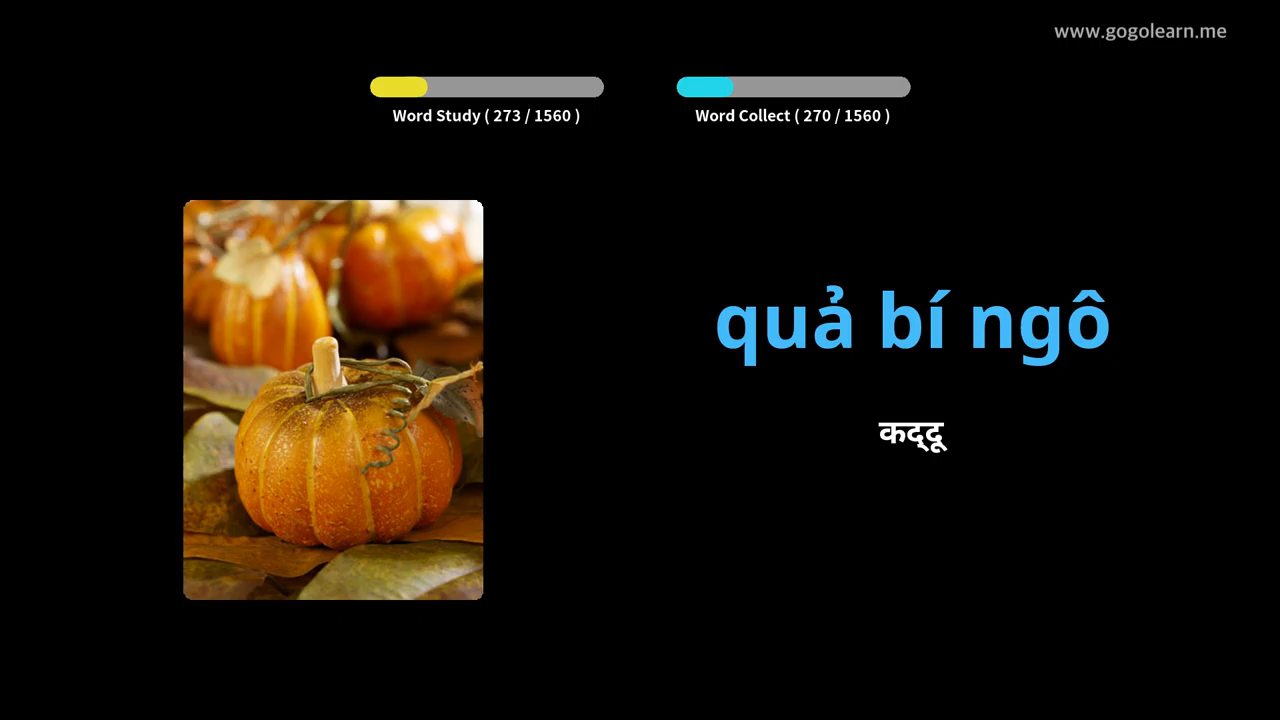 www.gogolearn.me
Word Study ( 273 / 1560 )
Word Collect ( 270 / 1560 )
quả bí ngô
कद्दू